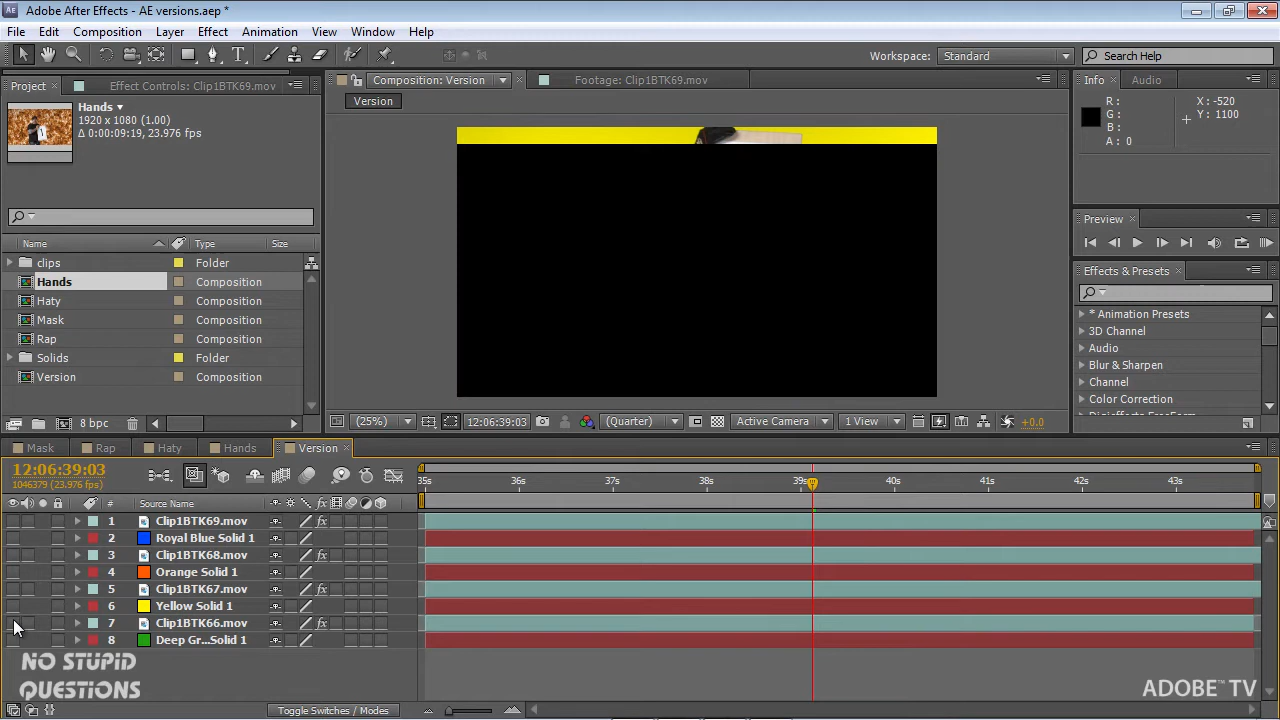 Adobe After Effects - AE versions.aep *
File Edit Composition Layer Effect Animation View Window Help
Workspace: Standard Search Help
Project Effect Controls: Clip1BTK69.mov
Composition: Version Footage: Clip1BTK69.mov
Info Audio
Hands
1920 x 1080 (1.00)
Δ 0:00:09:19, 23.976 fps
Version
R :
G :
B :
A : 0
X : -520
Y : 1100
Preview
Name Type Size
clips Folder
Hands Composition
Haty Composition
Mask Composition
Rap Composition
Solids Folder
Version Composition
Effects & Presets
* Animation Presets
3D Channel
Audio
Blur & Sharpen
Channel
Color Correction
Digieffects FreeForm
8 bpc
(25%) 12:06:39:03 (Quarter) Active Camera 1 View +0.0
Mask Rap Haty Hands Version
12:06:39:03
1046379 (23.976 fps)
35s 36s 37s 38s 39s 40s 41s 42s 43s
# Source Name
1 Clip1BTK69.mov
2 Royal Blue Solid 1
3 Clip1BTK68.mov
4 Orange Solid 1
5 Clip1BTK67.mov
6 Yellow Solid 1
7 Clip1BTK66.mov
8 Deep Gr...Solid 1
NO STUPID
QUESTIONS
ADOBE™ TV
Toggle Switches / Modes